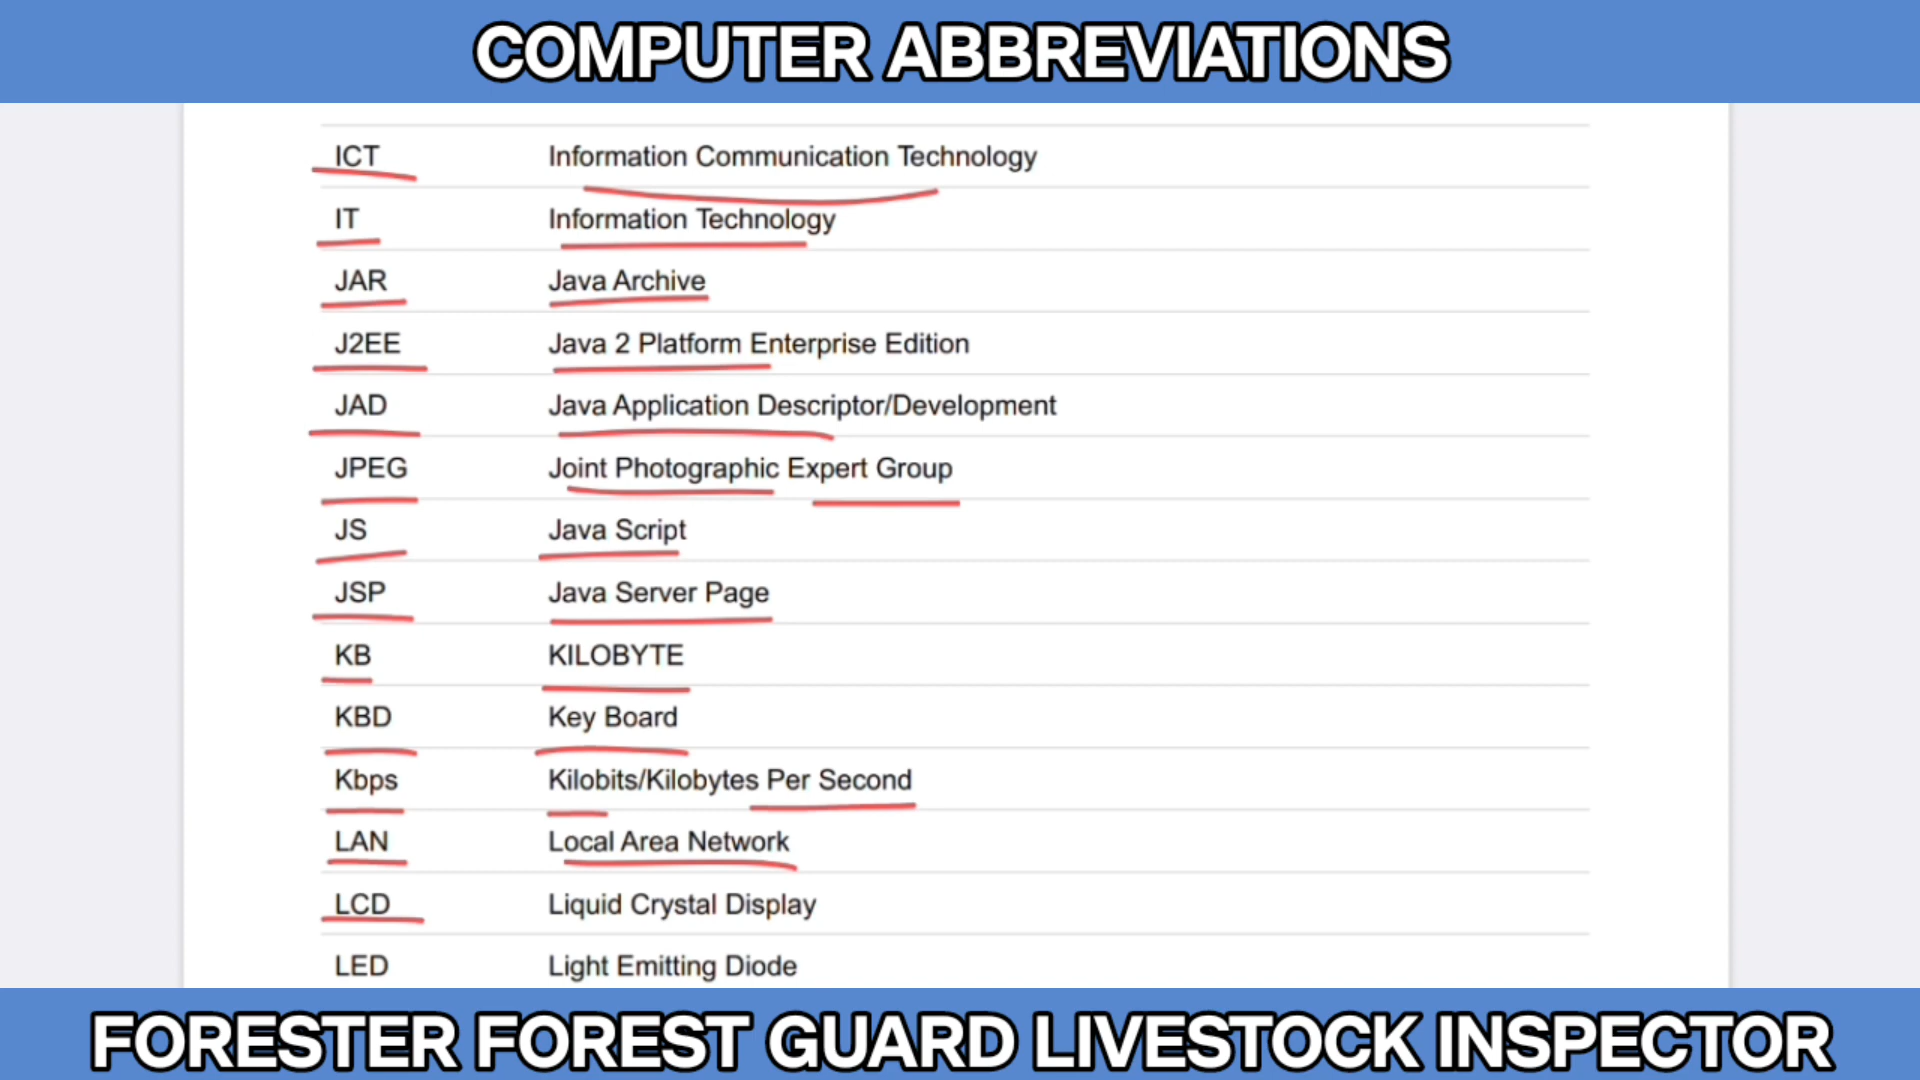 COMPUTER ABBREVIATIONS
ICT Information Communication Technology
IT Information Technology
JAR Java Archive
J2EE Java 2 Platform Enterprise Edition
JAD Java Application Descriptor/Development
JPEG Joint Photographic Expert Group
JS Java Script
JSP Java Server Page
KB KILOBYTE
KBD Key Board
Kbps Kilobits/Kilobytes Per Second
LAN Local Area Network
LCD Liquid Crystal Display
LED Light Emitting Diode
FORESTER FOREST GUARD LIVESTOCK INSPECTOR